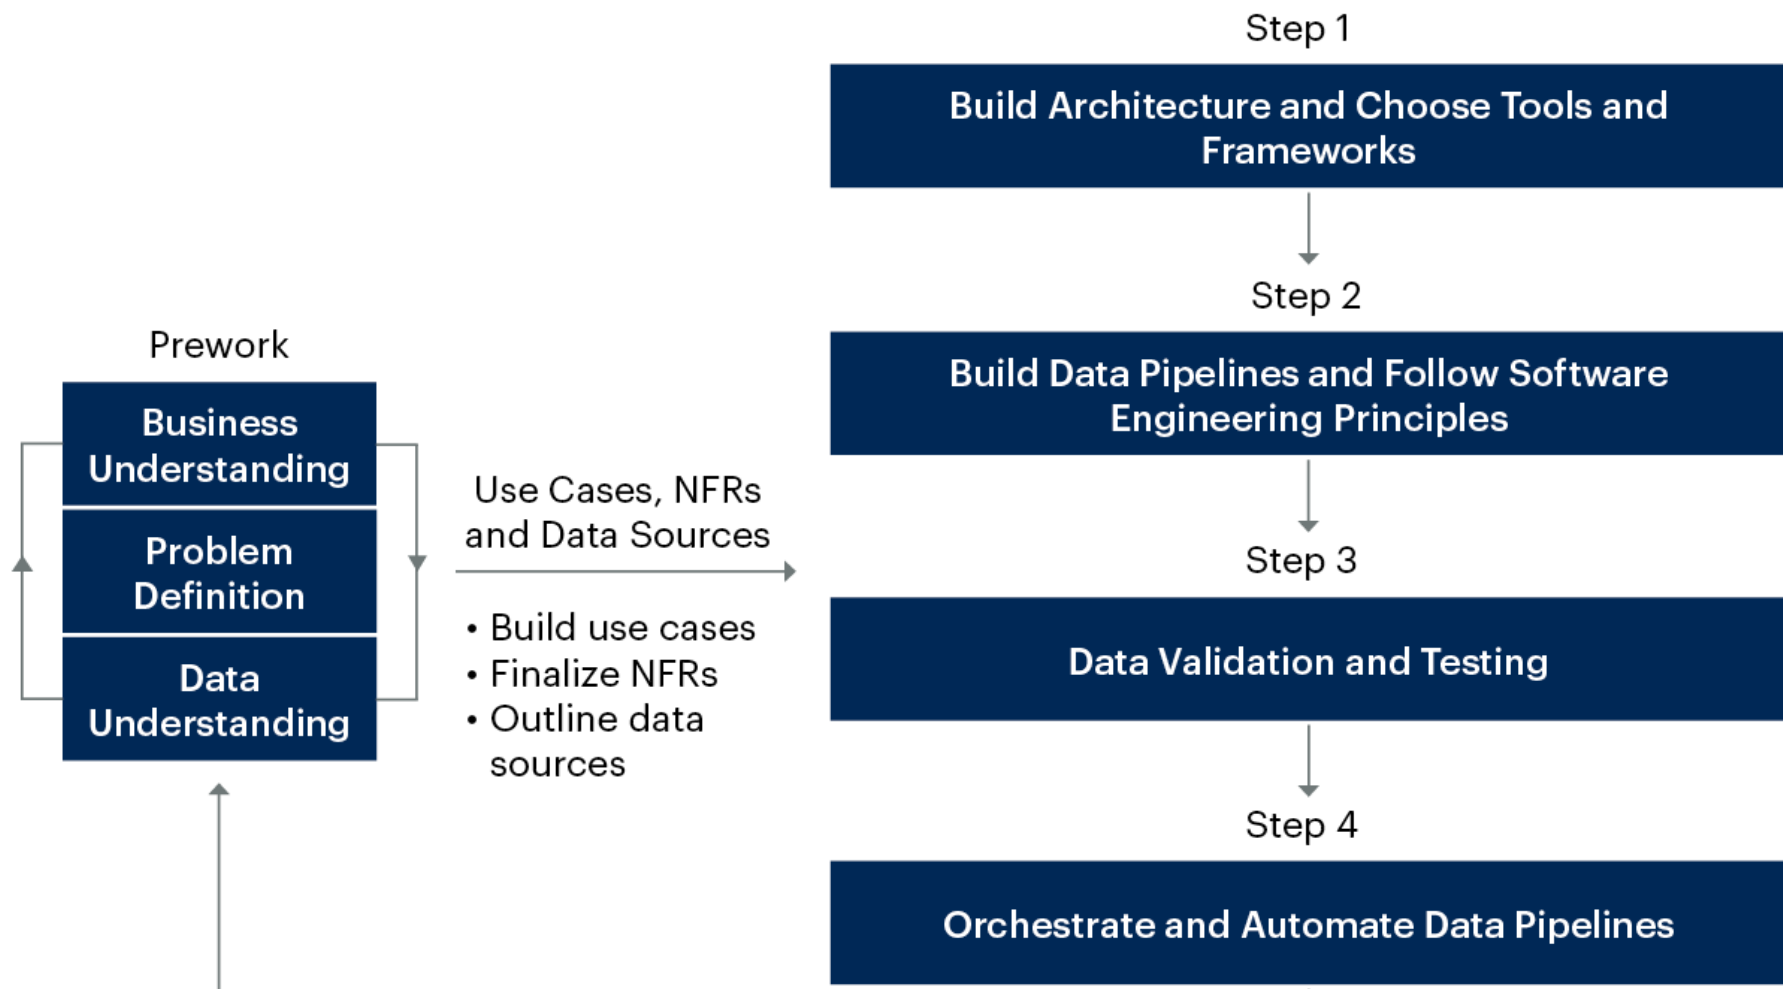 Prework
Business
Understanding
Problem
Definition
Data
Understanding
Use Cases, NFRs
and Data Sources
• Build use cases
• Finalize NFRs
• Outline data
sources
Step 1
Build Architecture and Choose Tools and
Frameworks
Step 2
Build Data Pipelines and Follow Software
Engineering Principles
Step 3
Data Validation and Testing
Step 4
Orchestrate and Automate Data Pipelines